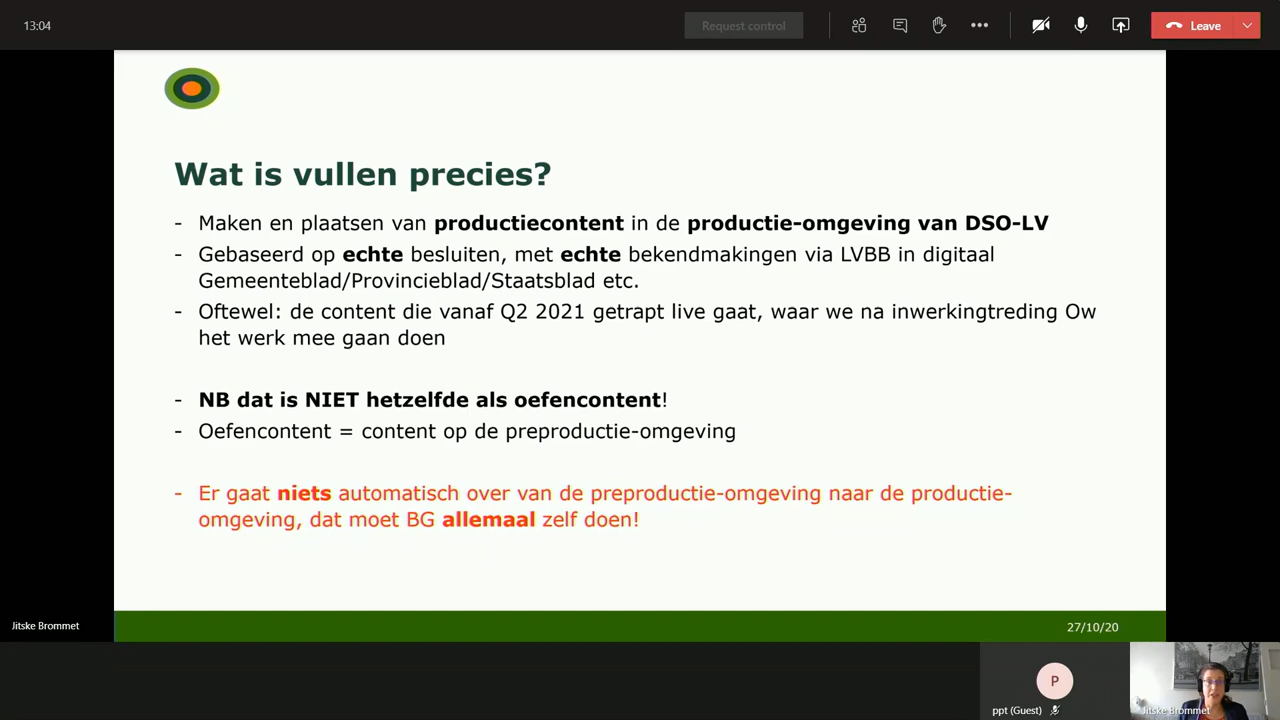 13:04
Request control
Leave
Wat is vullen precies?
- Maken en plaatsen van productiecontent in de productie-omgeving van DSO-LV
- Gebaseerd op echte besluiten, met echte bekendmakingen via LVBB in digitaal
Gemeenteblad/Provincieblad/Staatsblad etc.
- Oftewel: de content die vanaf Q2 2021 getrapt live gaat, waar we na inwerkingtreding Ow
het werk mee gaan doen
- NB dat is NIET hetzelfde als oefencontent!
- Oefencontent = content op de preproductie-omgeving
- Er gaat niets automatisch over van de preproductie-omgeving naar de productie-
omgeving, dat moet BG allemaal zelf doen!
Jitske Brommet
27/10/20
P
ppt (Guest)
Jitske Brommet